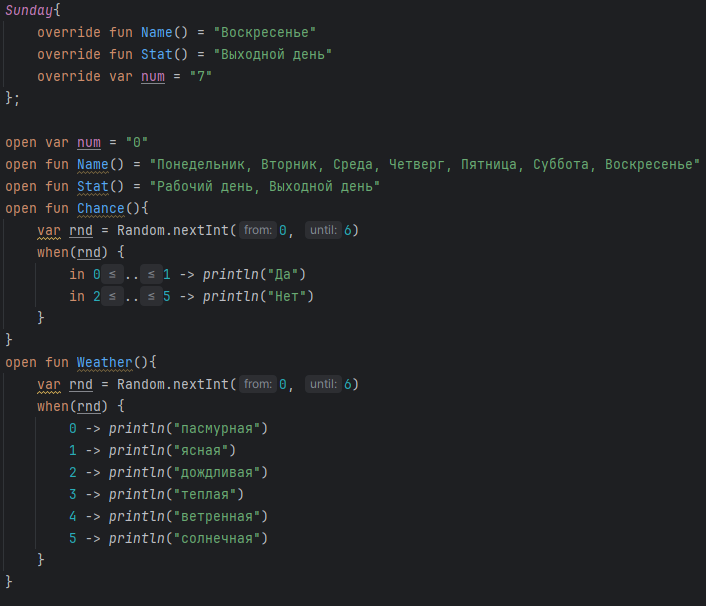 Sunday{
    override fun Name() = "Воскресенье"
    override fun Stat() = "Выходной день"
    override var num = "7"
};

open var num = "0"
open fun Name() = "Понедельник, Вторник, Среда, Четверг, Пятница, Суббота, Воскресенье"
open fun Stat() = "Рабочий день, Выходной день"
open fun Chance(){
    var rnd = Random.nextInt( from: 0, until: 6)
    when(rnd) {
        in 0 ≤ .. ≤ 1 -> println("Да")
        in 2 ≤ .. ≤ 5 -> println("Нет")
    }
}
open fun Weather(){
    var rnd = Random.nextInt( from: 0, until: 6)
    when(rnd) {
        0 -> println("пасмурная")
        1 -> println("ясная")
        2 -> println("дождливая")
        3 -> println("теплая")
        4 -> println("ветренная")
        5 -> println("солнечная")
    }
}